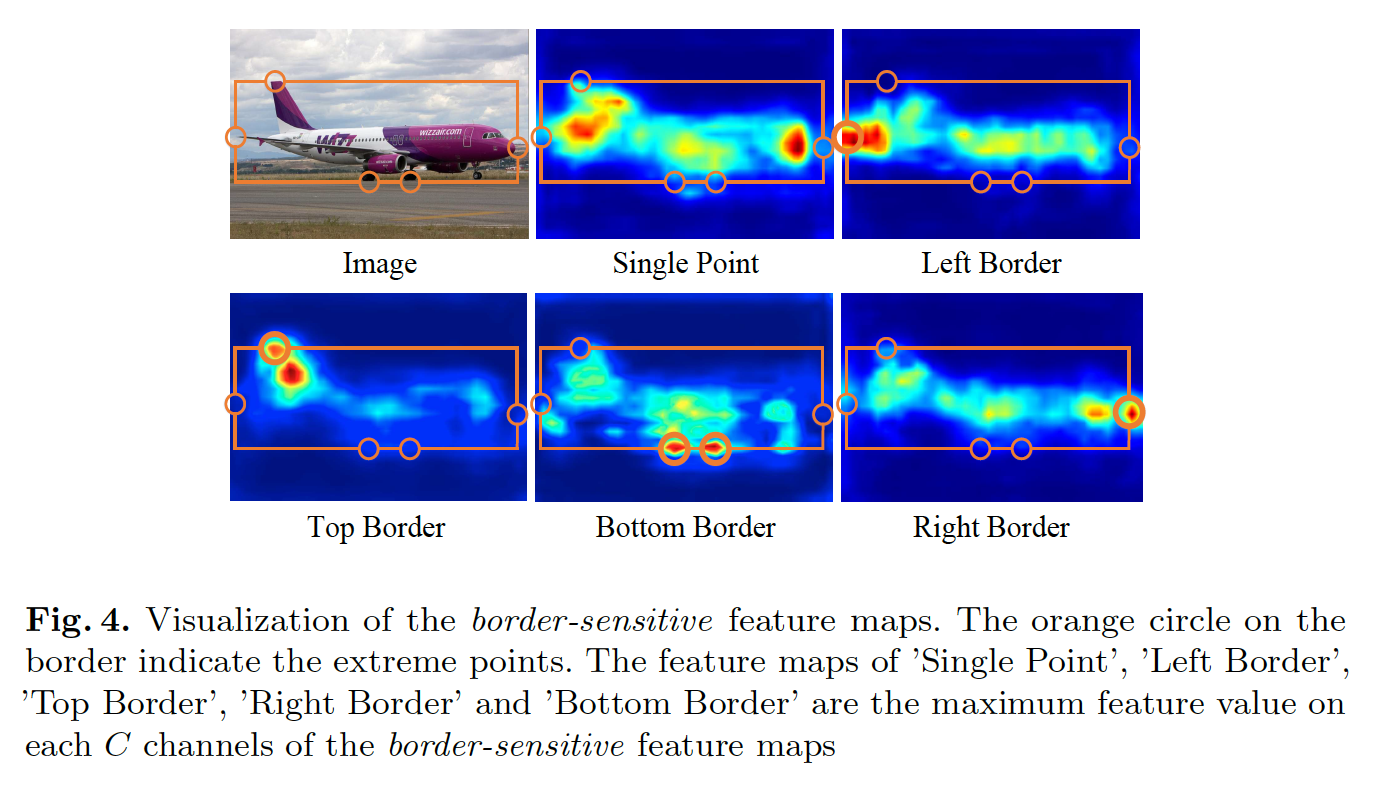 wizzair.com
Image
Single Point
Left Border
Top Border
Bottom Border
Right Border
Fig. 4. Visualization of the border-sensitive feature maps. The orange circle on the
border indicate the extreme points. The feature maps of 'Single Point', 'Left Border',
'Top Border', 'Right Border' and 'Bottom Border' are the maximum feature value on
each C channels of the border-sensitive feature maps